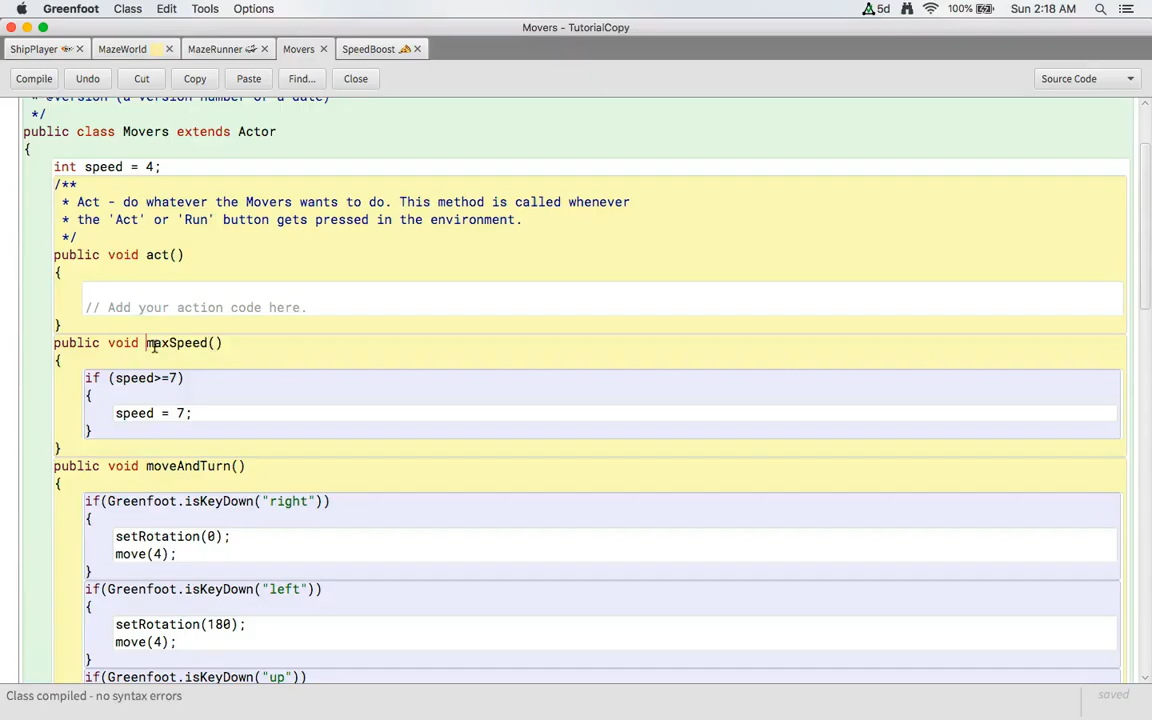 Greenfoot Class Edit Tools Options 5d 100% Sun 2:18 AM
Movers - TutorialCopy
ShipPlayer MazeWorld MazeRunner Movers SpeedBoost
Compile Undo Cut Copy Paste Find... Close Source Code
* @version (a version number or a date)
*/
public class Movers extends Actor
{
int speed = 4;
/**
* Act - do whatever the Movers wants to do. This method is called whenever
* the 'Act' or 'Run' button gets pressed in the environment.
*/
public void act()
{
// Add your action code here.
}
public void maxSpeed()
{
if (speed>=7)
{
speed = 7;
}
}
public void moveAndTurn()
{
if(Greenfoot.isKeyDown("right"))
{
setRotation(0);
move(4);
}
if(Greenfoot.isKeyDown("left"))
{
setRotation(180);
move(4);
}
if(Greenfoot.isKeyDown("up"))
Class compiled - no syntax errors
saved